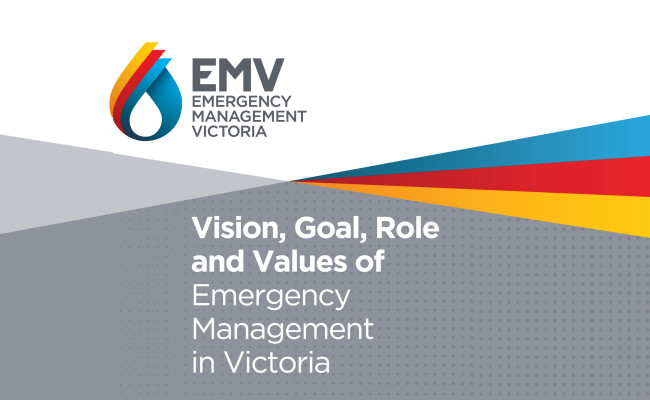 EMV
EMERGENCY
MANAGEMENT
VICTORIA
Vision, Goal, Role
and Values of
Emergency
Management
in Victoria